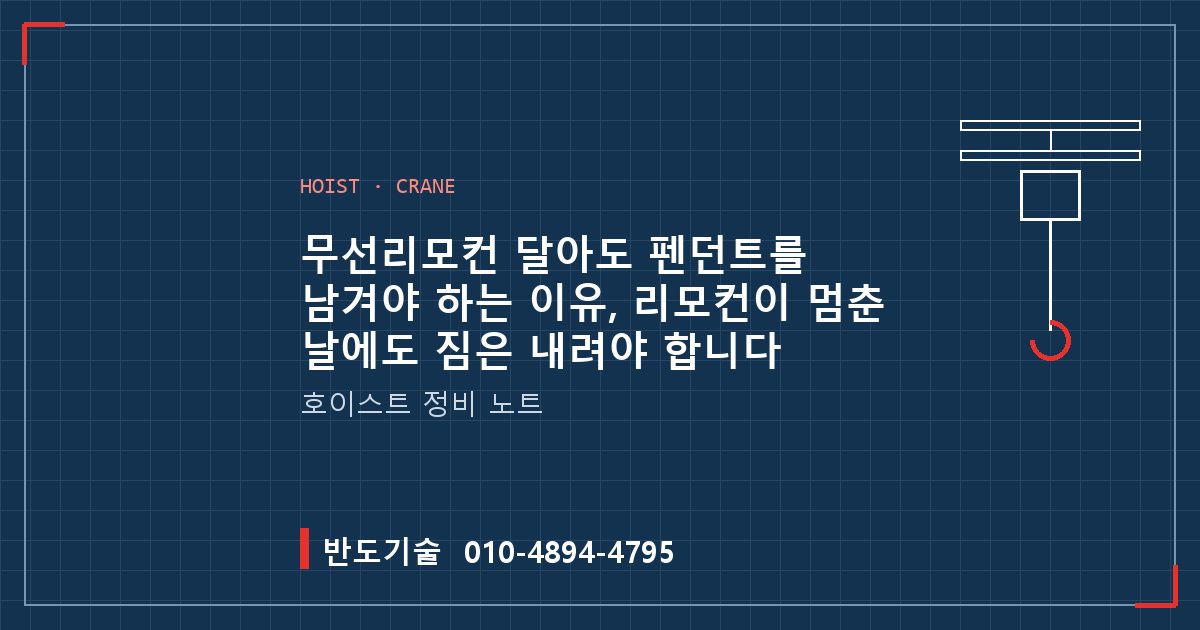 HOIST · CRANE
무선리모컨 달아도 펜던트를
남겨야 하는 이유, 리모컨이 멈춘
날에도 짐은 내려야 합니다
호이스트 정비 노트
반도기술 010-4894-4795